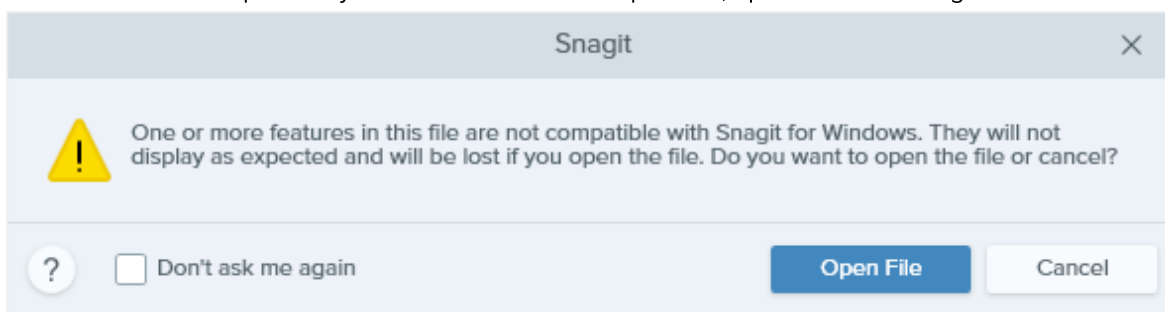 Snagit
One or more features in this file are not compatible with Snagit for Windows. They will not
display as expected and will be lost if you open the file. Do you want to open the file or cancel?
?
Don't ask me again
Open File
Cancel